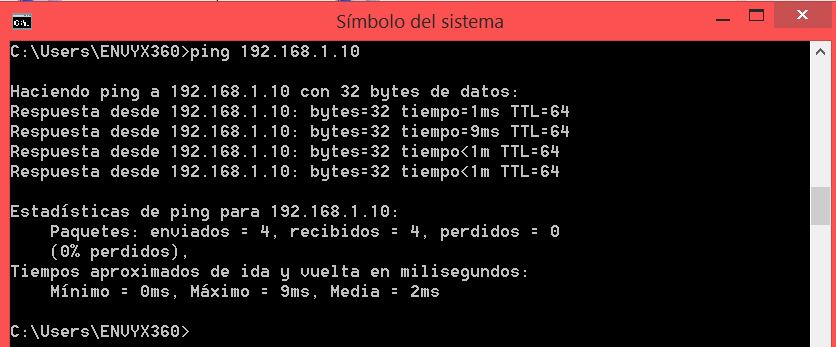 Símbolo del sistema
C:\Users\ENVYX360>ping 192.168.1.10
Haciendo ping a 192.168.1.10 con 32 bytes de datos:
Respuesta desde 192.168.1.10: bytes=32 tiempo=1ms TTL=64
Respuesta desde 192.168.1.10: bytes=32 tiempo=9ms TTL=64
Respuesta desde 192.168.1.10: bytes=32 tiempo<1m TTL=64
Respuesta desde 192.168.1.10: bytes=32 tiempo<1m TTL=64
Estadísticas de ping para 192.168.1.10:
Paquetes: enviados = 4, recibidos = 4, perdidos = 0
(0% perdidos),
Tiempos aproximados de ida y vuelta en milisegundos:
Mínimo = 0ms, Máximo = 9ms, Media = 2ms
C:\Users\ENVYX360>